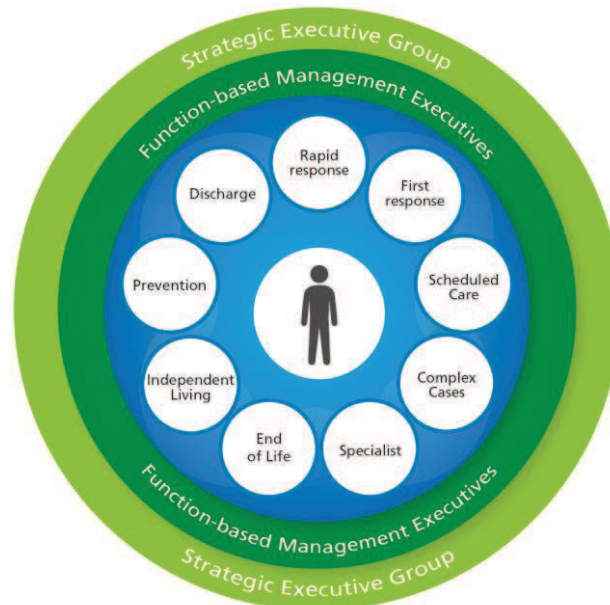 Strategic Executive Group
Function-based Management Executives
Rapid
response
First
response
Discharge
Scheduled
Care
Prevention
Complex
Cases
Independent
Living
Specialist
End
of Life
Function-based Management Executives
Strategic Executive Group